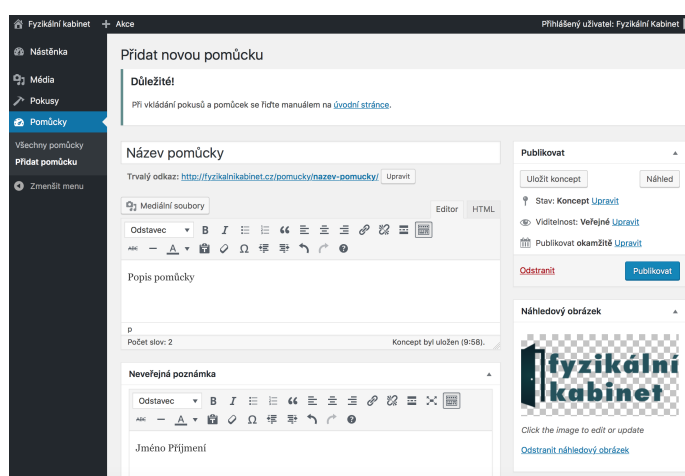 Fyzikální kabinet + Akce
Přihlášený uživatel: Fyzikální Kabinet
Nástěnka
Média
Pokusy
Pomůcky
Všechny pomůcky
Přidat pomůcku
Zmenšit menu
Přidat novou pomůcku
Důležité!
Při vkládání pokusů a pomůcek se řiďte manuálem na úvodní stránce.
Název pomůcky
Trvalý odkaz: http://fyzikalnikabinet.cz/pomucky/nazev-pomucky/ Upravit
Mediální soubory
Editor HTML
Odstavec B I
ABC A Ω
Popis pomůcky
p
Počet slov: 2 Koncept byl uložen (9:58).
Neveřejná poznámka
Odstavec B I
ABC A Ω
Jméno Příjmení
Publikovat
Uložit koncept Náhled
Stav: Koncept Upravit
Viditelnost: Veřejné Upravit
Publikovat okamžitě Upravit
Odstranit Publikovat
Náhledový obrázek
fyzikální
kabinet
Click the image to edit or update
Odstranit náhledový obrázek